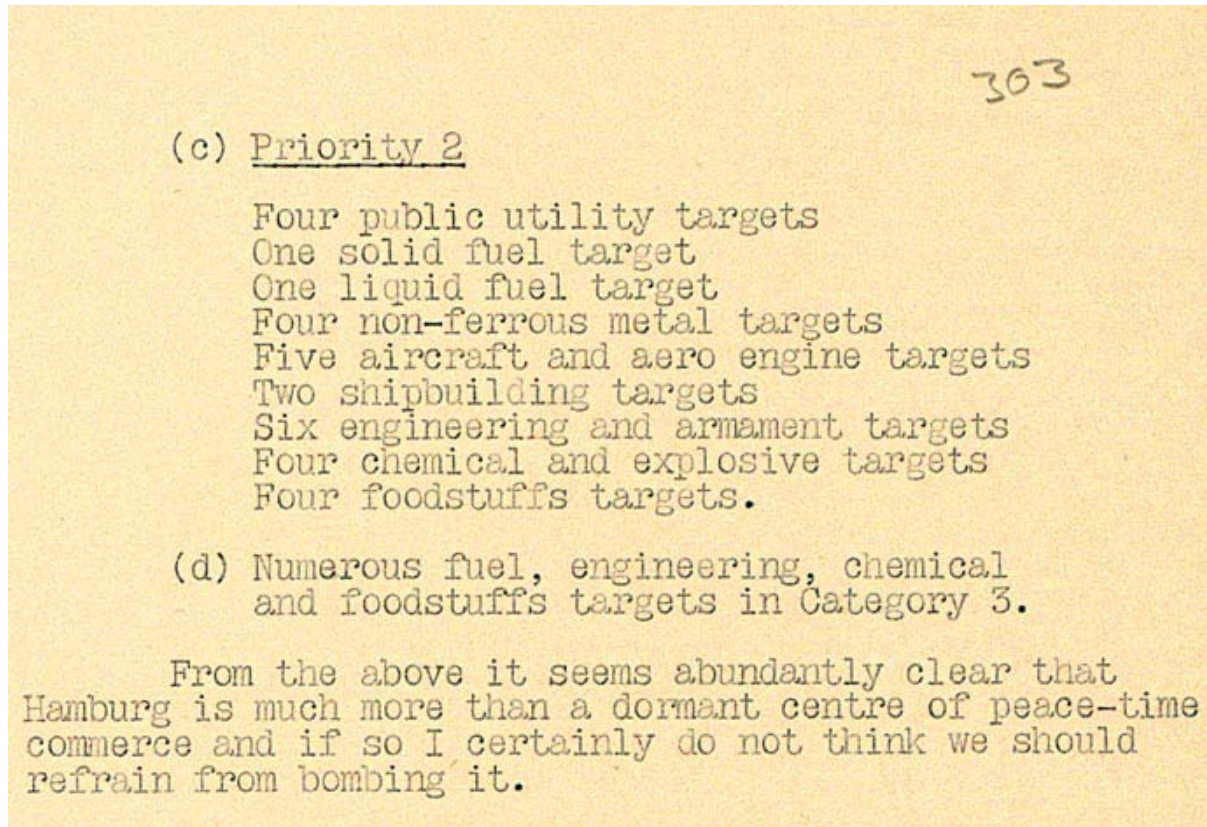 303
(c) Priority 2
Four public utility targets
One solid fuel target
One liquid fuel target
Four non-ferrous metal targets
Five aircraft and aero engine targets
Two shipbuilding targets
Six engineering and armament targets
Four chemical and explosive targets
Four foodstuffs targets.
(d) Numerous fuel, engineering, chemical
and foodstuffs targets in Category 3.
From the above it seems abundantly clear that
Hamburg is much more than a dormant centre of peace-time
commerce and if so I certainly do not think we should
refrain from bombing it.